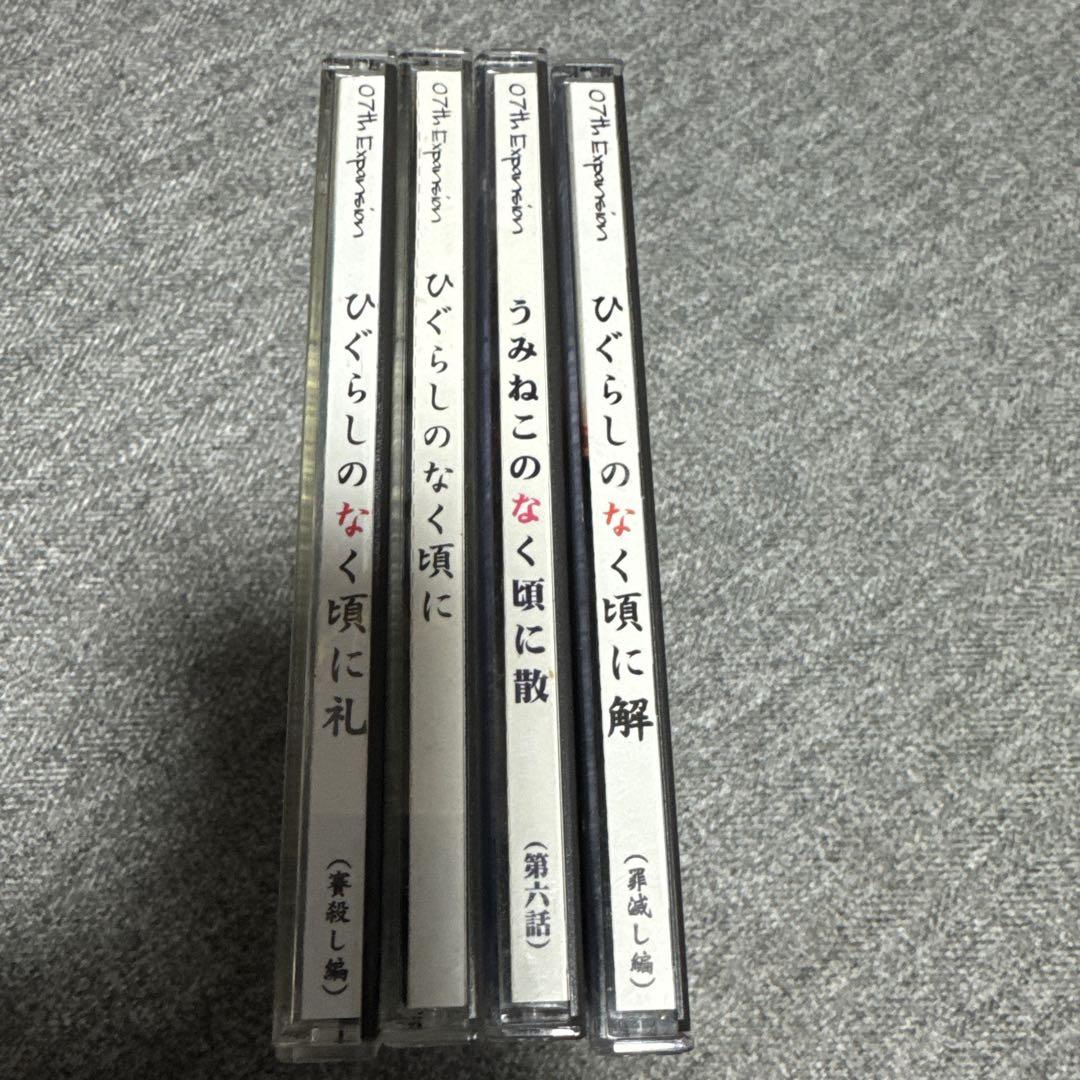 07th Expansion ひぐらしのなく頃に礼 (賽殺し編)
07th Expansion ひぐらしのなく頃に
07th Expansion うみねこのなく頃に散 (第六話)
07th Expansion ひぐらしのなく頃に解 (罪滅し編)